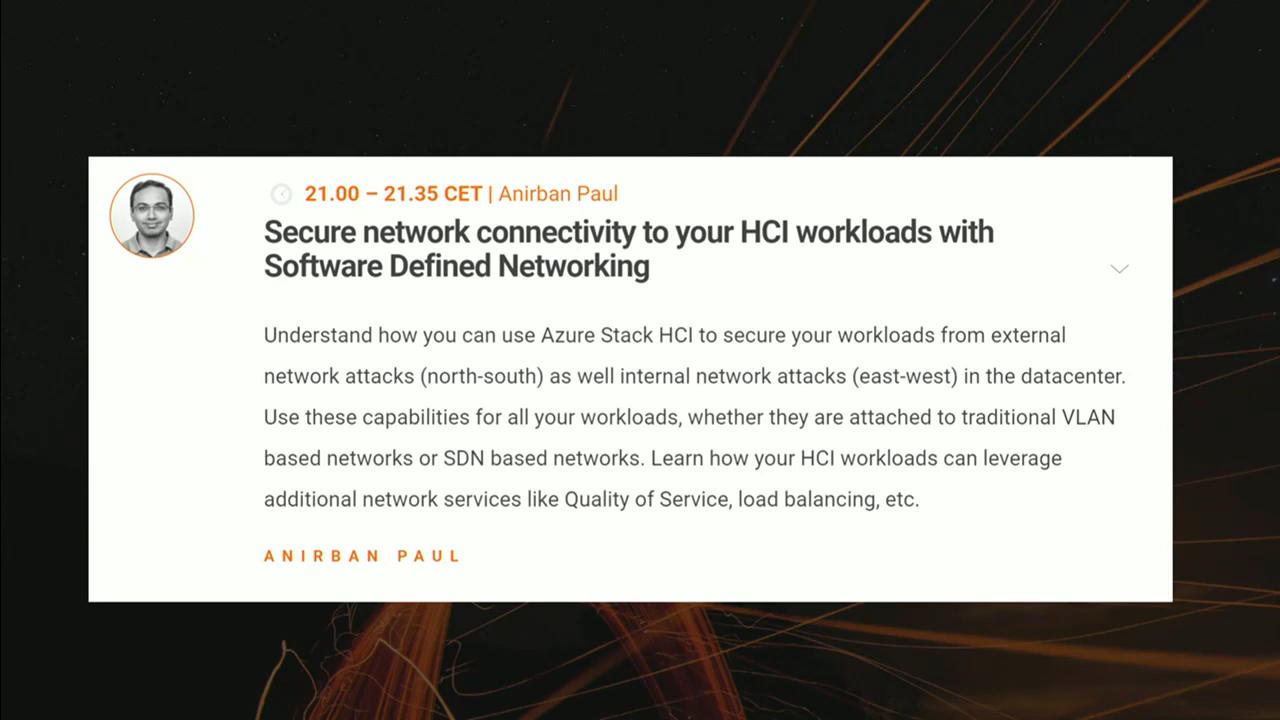 21.00 – 21.35 CET | Anirban Paul
Secure network connectivity to your HCI workloads with
Software Defined Networking
Understand how you can use Azure Stack HCI to secure your workloads from external
network attacks (north-south) as well internal network attacks (east-west) in the datacenter.
Use these capabilities for all your workloads, whether they are attached to traditional VLAN
based networks or SDN based networks. Learn how your HCI workloads can leverage
additional network services like Quality of Service, load balancing, etc.
ANIRBAN PAUL